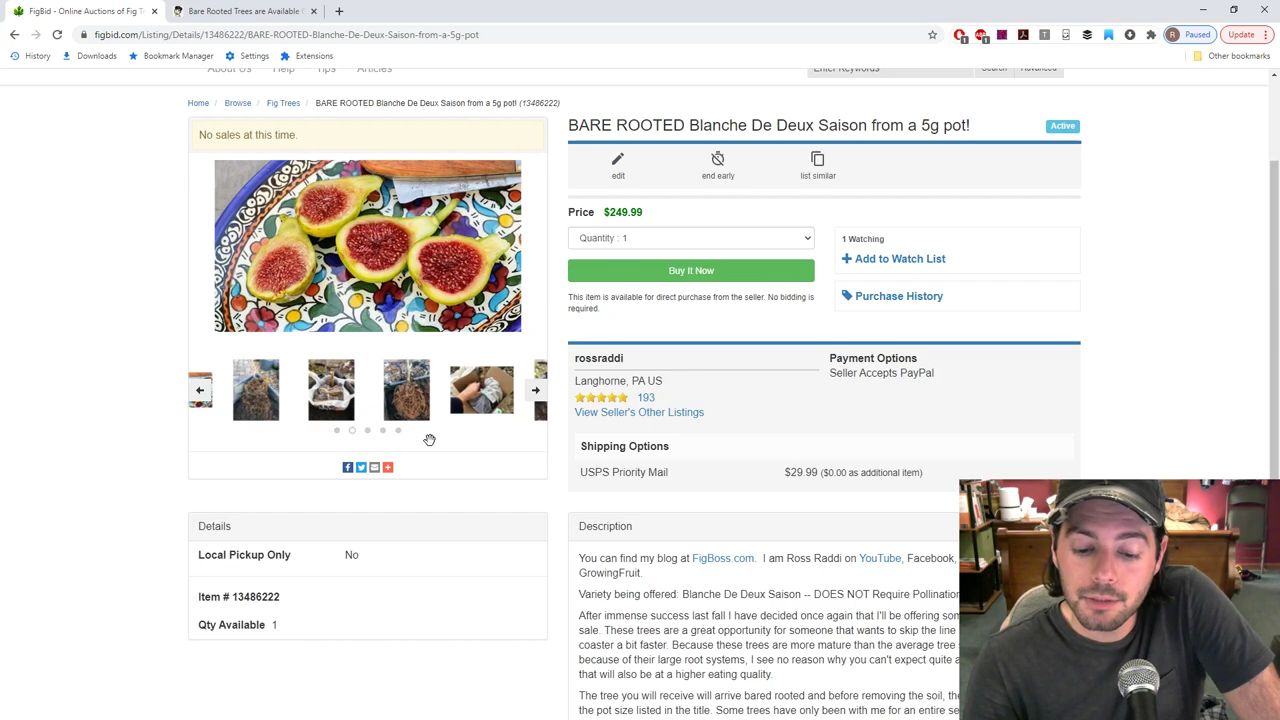 FigBid - Online Auctions of Fig T
Bare Rooted Trees are Available
figbid.com/Listing/Details/13486222/BARE-ROOTED-Blanche-De-Deux-Saison-from-a-5g-pot
Paused
Update
History
Downloads
Bookmark Manager
Settings
Extensions
Other bookmarks
About Us Help Tips Articles
Enter Keywords
Search
Advanced
Home / Browse / Fig Trees / BARE ROOTED Blanche De Deux Saison from a 5g pot! (13486222)
No sales at this time.
BARE ROOTED Blanche De Deux Saison from a 5g pot!
Active
edit
end early
list similar
Price $249.99
Quantity : 1
Buy It Now
This item is available for direct purchase from the seller. No bidding is
required.
1 Watching
Add to Watch List
Purchase History
rossraddi
Langhorne, PA US
193
View Seller's Other Listings
Payment Options
Seller Accepts PayPal
Shipping Options
USPS Priority Mail $29.99 ($0.00 as additional item)
Details
Local Pickup Only No
Item # 13486222
Qty Available 1
Description
You can find my blog at FigBoss.com. I am Ross Raddi on YouTube, Facebook,
GrowingFruit.
Variety being offered: Blanche De Deux Saison -- DOES NOT Require Pollination
After immense success last fall I have decided once again that I'll be offering som
sale. These trees are a great opportunity for someone that wants to skip the line
coaster a bit faster. Because these trees are more mature than the average tree
because of their large root systems, I see no reason why you can't expect quite a
that will also be at a higher eating quality.
The tree you will receive will arrive bared rooted and before removing the soil, the
the pot size listed in the title. Some trees have only been with me for an entire se